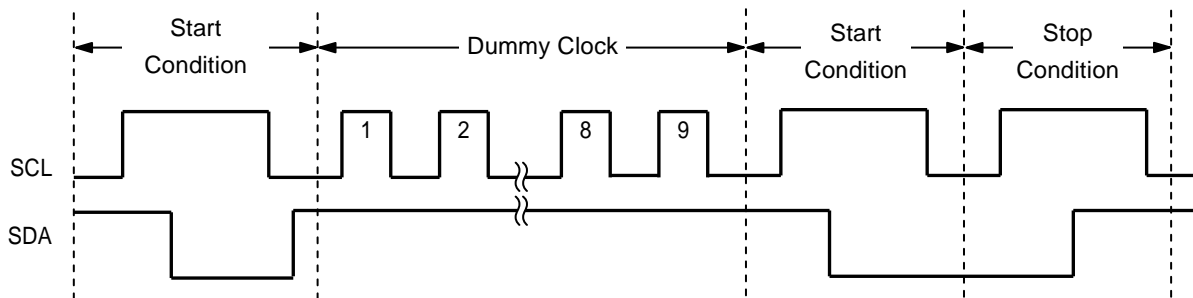 Start
Condition
Dummy Clock
Start
Condition
Stop
Condition
1
2
8
9
SCL
SDA